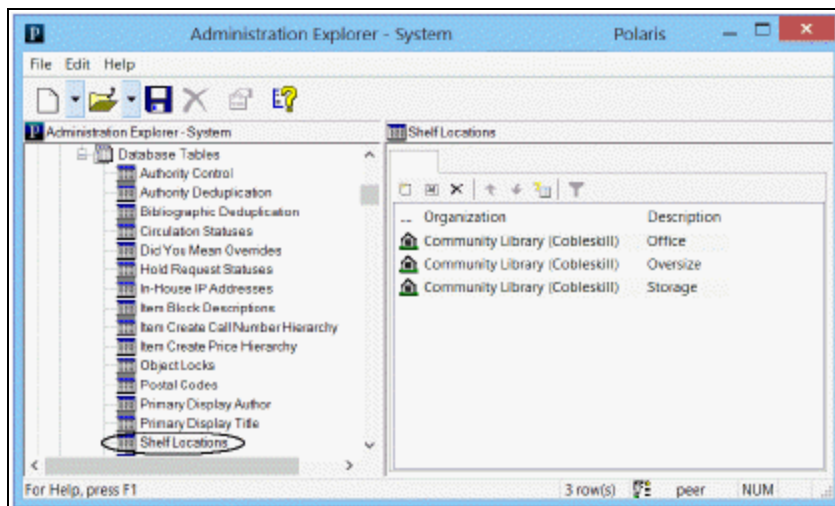 Administration Explorer - System Polaris
File Edit Help
Administration Explorer - System
Database Tables
Authority Control
Authority Deduplication
Bibliographic Deduplication
Circulation Statuses
Did You Mean Overrides
Hold Request Statuses
In-House IP Addresses
Item Block Descriptions
Item Create Call Number Hierarchy
Item Create Price Hierarchy
Object Locks
Postal Codes
Primary Display Author
Primary Display Title
Shelf Locations
Shelf Locations
... Organization Description
Community Library (Cobleskill) Office
Community Library (Cobleskill) Oversize
Community Library (Cobleskill) Storage
For Help, press F1 3 row(s) peer NUM